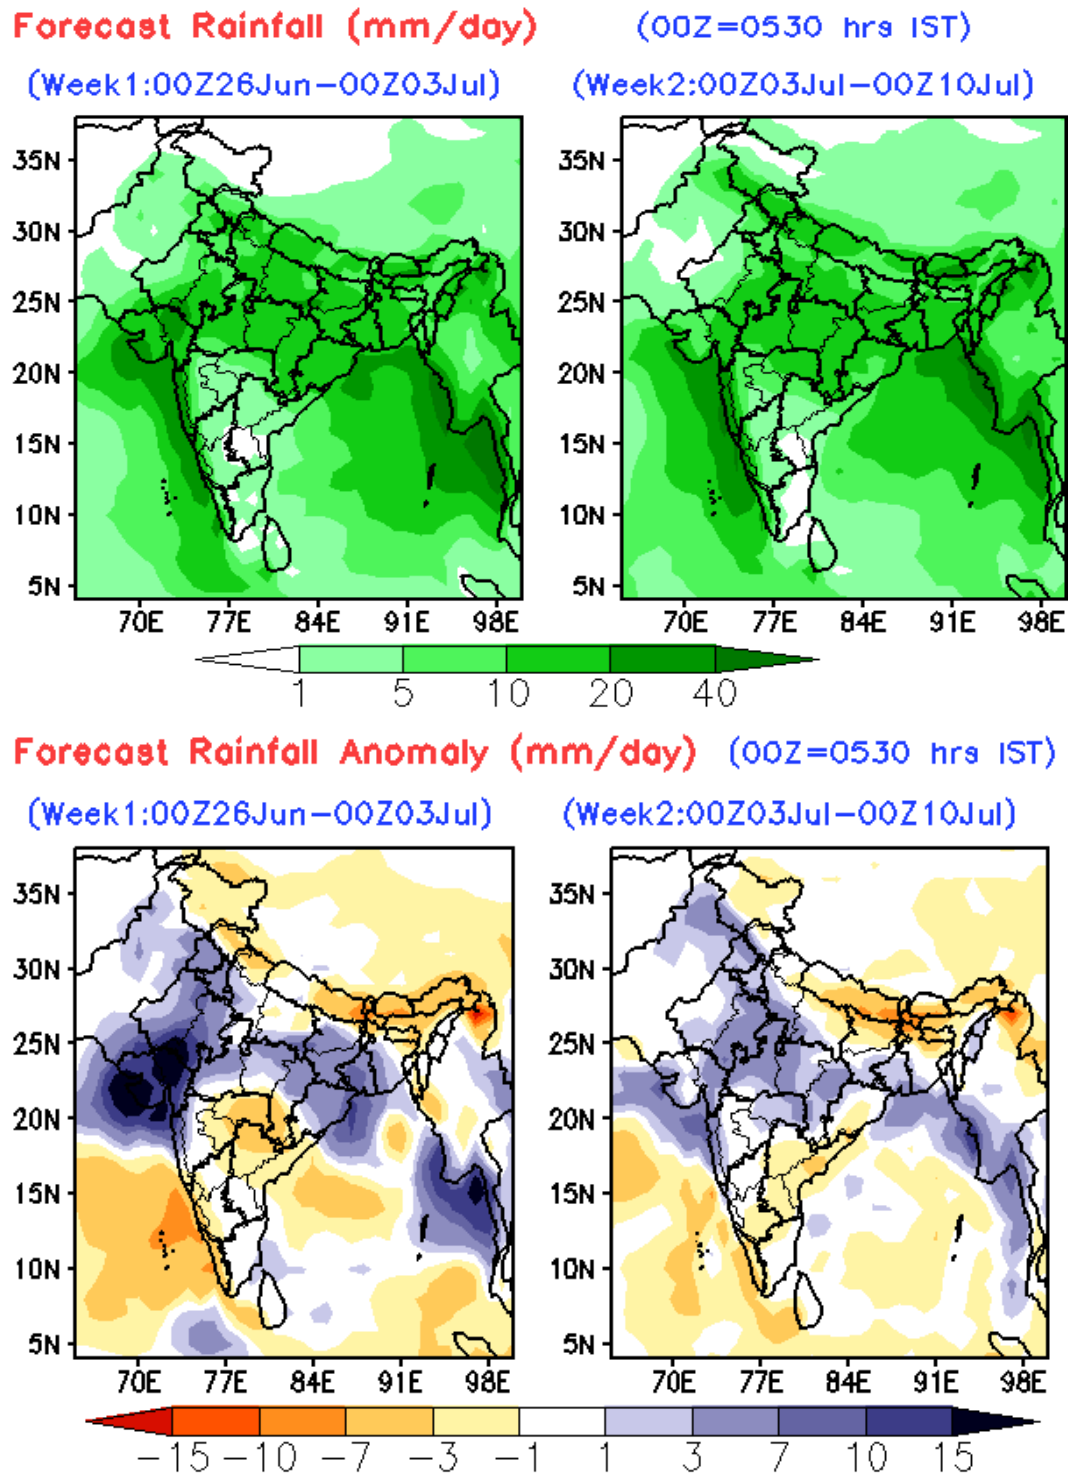 Forecast Rainfall (mm/day) (00Z=0530 hrs IST)
(Week1:00Z26Jun−00Z03Jul) (Week2:00Z03Jul−00Z10Jul)
35N 35N
30N 30N
25N 25N
20N 20N
15N 15N
10N 10N
5N 5N
70E 77E 84E 91E 98E 70E 77E 84E 91E 98E
1 5 10 20 40
Forecast Rainfall Anomaly (mm/day) (00Z=0530 hrs IST)
(Week1:00Z26Jun−00Z03Jul) (Week2:00Z03Jul−00Z10Jul)
35N 35N
30N 30N
25N 25N
20N 20N
15N 15N
10N 10N
5N 5N
70E 77E 84E 91E 98E 70E 77E 84E 91E 98E
−15 −10 −7 −3 −1 1 3 7 10 15